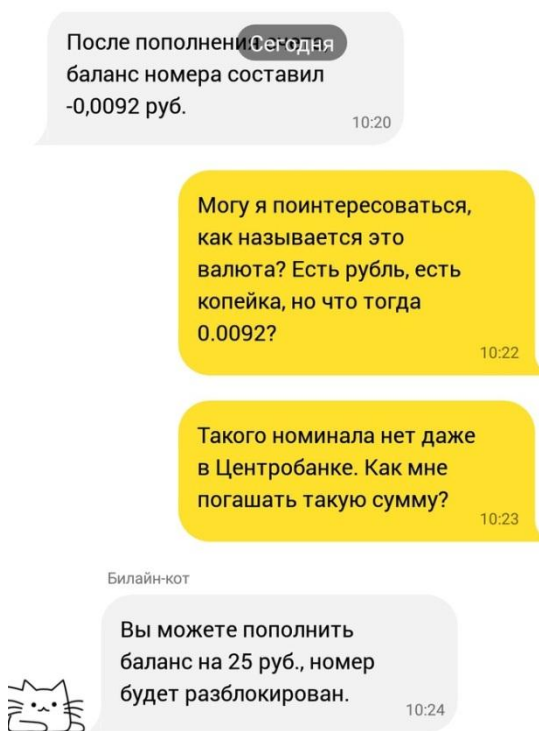 После пополнения счета
Сегодня
баланс номера составил
-0,0092 руб.
10:20
Могу я поинтересоваться,
как называется это
валюта? Есть рубль, есть
копейка, но что тогда
0.0092?
10:22
Такого номинала нет даже
в Центробанке. Как мне
погашать такую сумму?
10:23
Билайн-кот
Вы можете пополнить
баланс на 25 руб., номер
будет разблокирован.
10:24